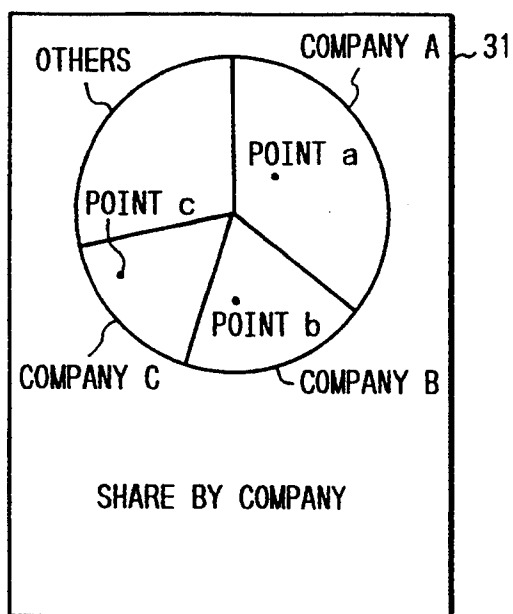 COMPANY A
31
OTHERS
POINT a
POINT c
POINT b
COMPANY C
COMPANY B
SHARE BY COMPANY